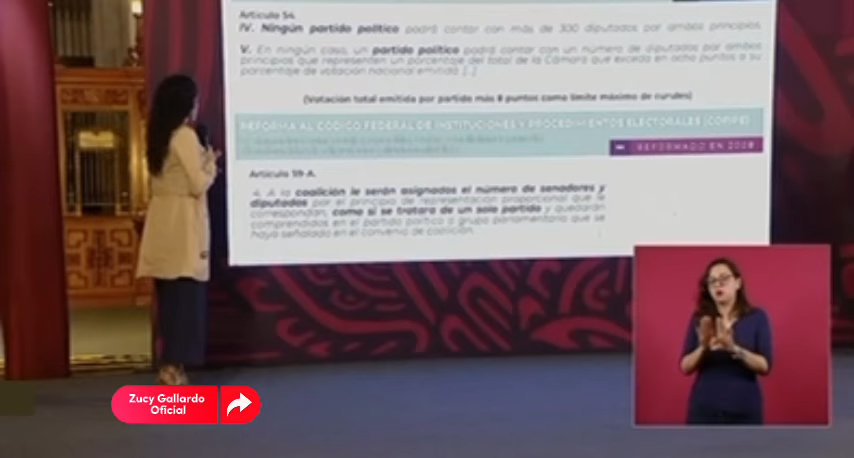 Artículo 54.
IV. Ningún partido político podrá contar con más de 300 diputados por ambos principios.
V. En ningún caso, un partido político podrá contar con un número de diputados por ambos
principios que representen un porcentaje del total de la Cámara que exceda en ocho puntos a su
porcentaje de votación nacional emitida. [...]
(Votación total emitida por partido más 8 puntos como límite máximo de curules)
REFORMA AL CÓDIGO FEDERAL DE INSTITUCIONES Y PROCEDIMIENTOS ELECTORALES (COFIPE)
REFORMADO EN 2008
Artículo 59-A.
4. A la coalición le serán asignados el número de senadores y
diputados por el principio de representación proporcional que le
correspondan, como si se tratara de un solo partido y quedarán
comprendidos en el partido político o grupo parlamentario que se
haya señalado en el convenio de coalición.
Zucy Gallardo
Oficial